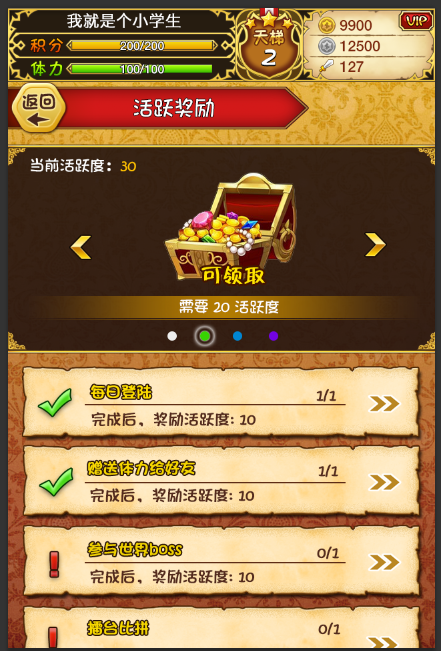 我就是个小学生
积分 200/200
体力 100/100
天梯
2
9900
12500
127
VIP
返回
活跃奖励
当前活跃度：30
可领取
需要 20 活跃度
每日登陆 1/1
完成后，奖励活跃度：10
赠送体力给好友 1/1
完成后，奖励活跃度：10
参与世界boss 0/1
完成后，奖励活跃度：10
擂台比拼 0/1